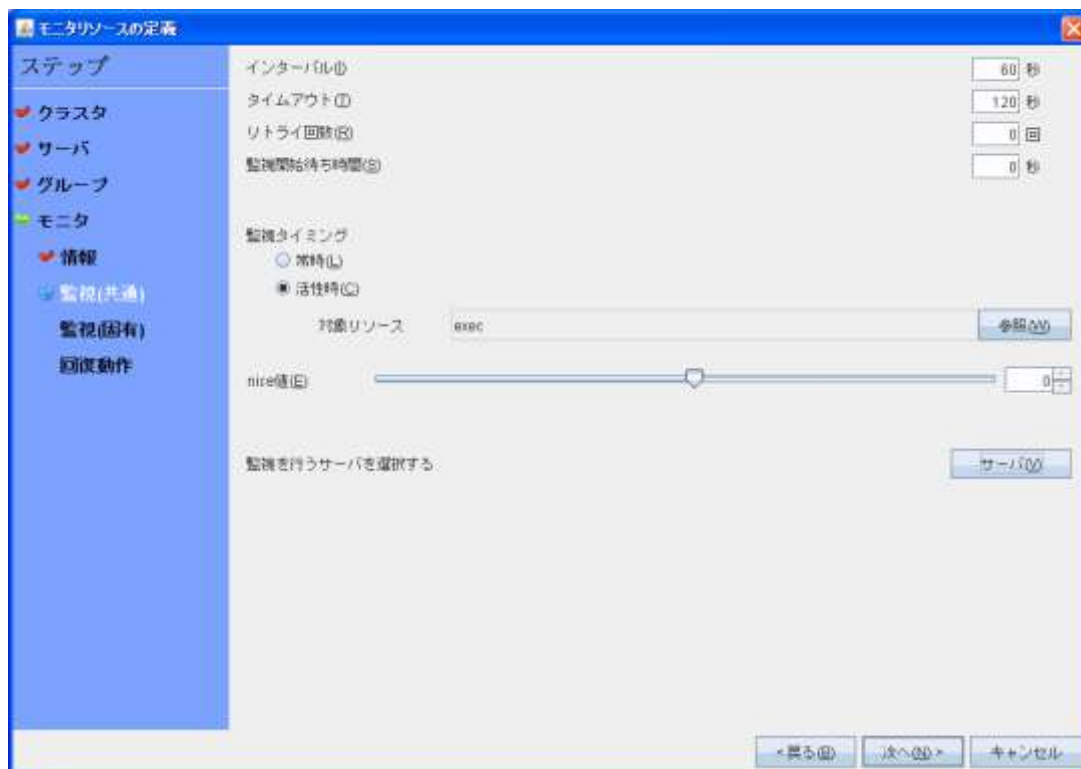 モニタリソースの定義
ステップ
クラスタ
サーバ
グループ
モニタ
情報
監視(共通)
監視(固有)
回復動作
インターバル(I) 60 秒
タイムアウト(T) 120 秒
リトライ回数(R) 0 回
監視開始待ち時間(S) 0 秒
監視タイミング
常時(L)
活性時(C)
対象リソース exec 参照(W)
nice値(E) 0
監視を行うサーバを選択する サーバ(V)
<戻る(B) 次へ(N)> キャンセル